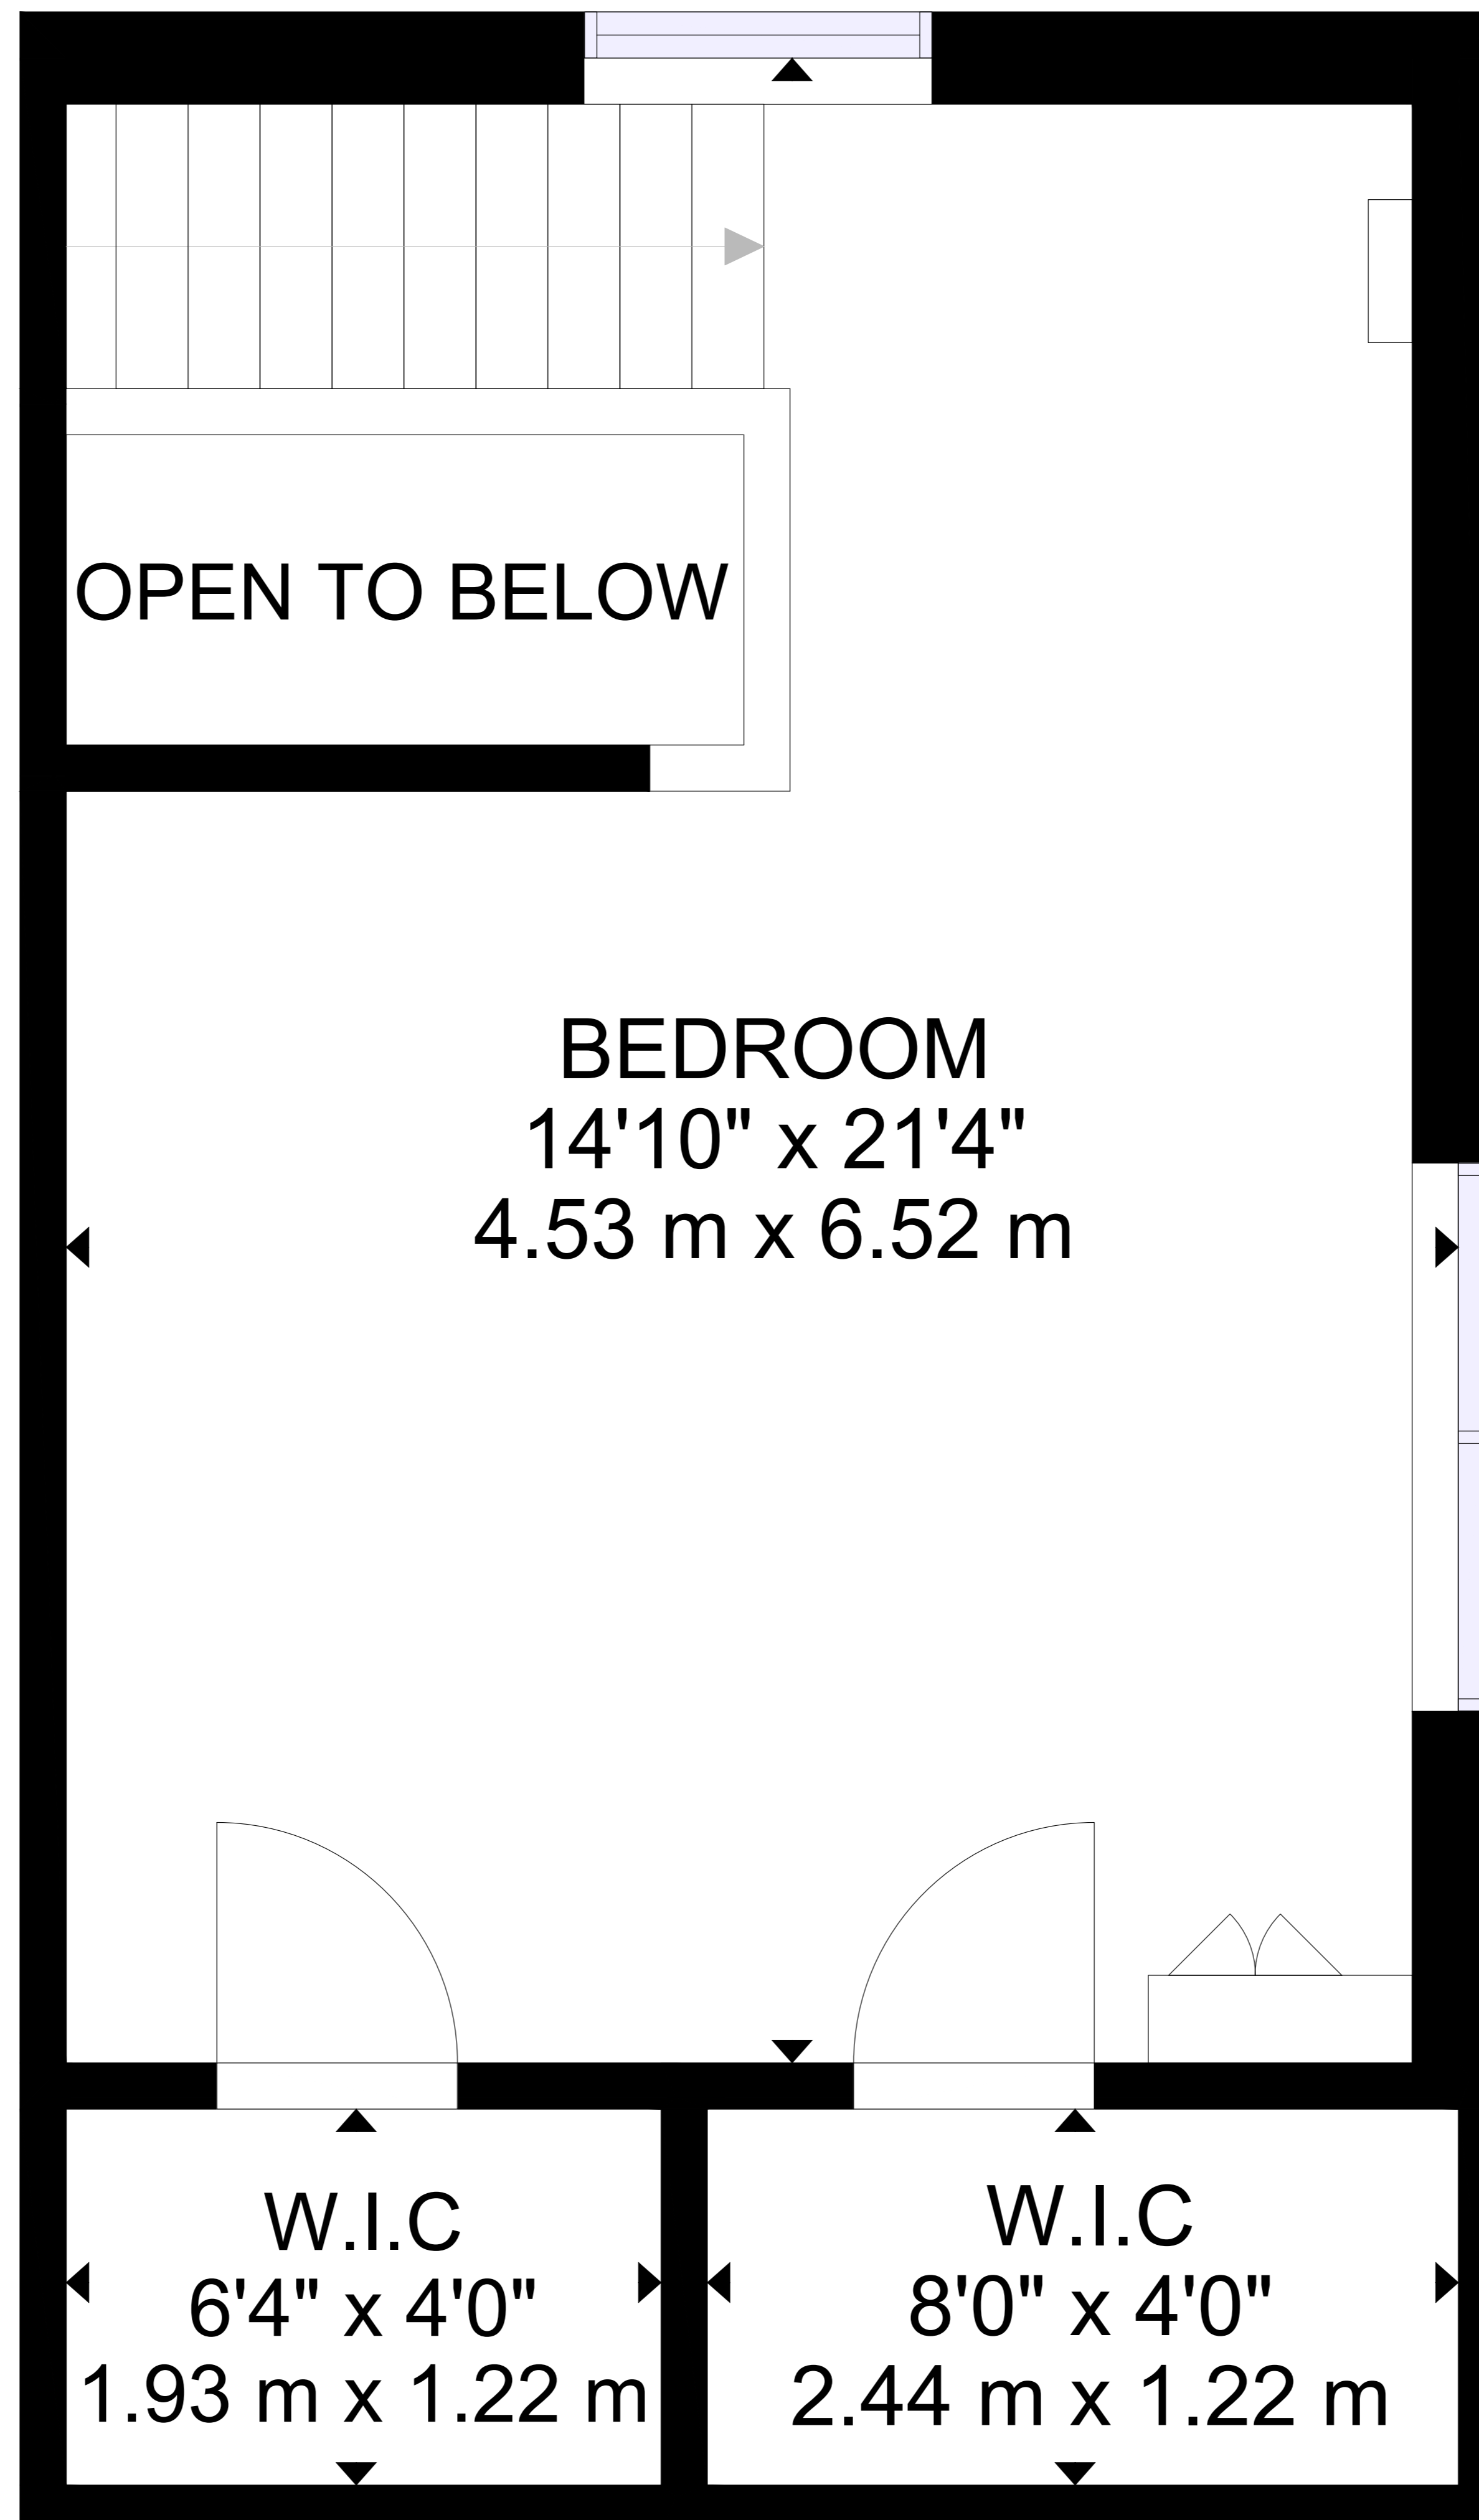 OPEN TO BELOW
BEDROOM
14'10" x 21'4"
4.53 m x 6.52 m
W.I.C
6'4" x 4'0"
1.93 m x 1.22 m
W.I.C
8'0" x 4'0"
2.44 m x 1.22 m